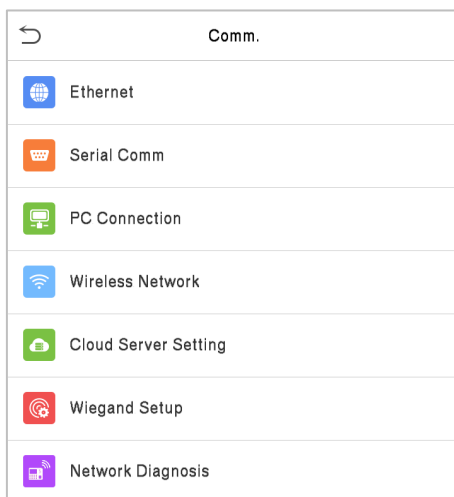 Comm.
Ethernet
Serial Comm
PC Connection
Wireless Network
Cloud Server Setting
Wiegand Setup
Network Diagnosis